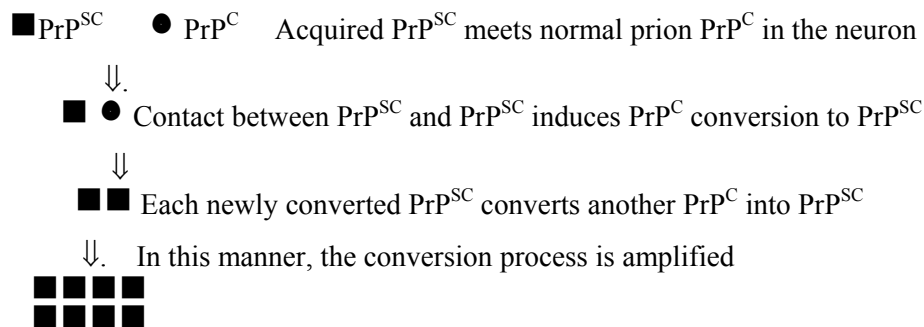 ■PrP^SC ● PrP^C Acquired PrP^SC meets normal prion PrP^C in the neuron
⇓.
■ ● Contact between PrP^SC and PrP^SC induces PrP^C conversion to PrP^SC
⇓
■ ■ Each newly converted PrP^SC converts another PrP^C into PrP^SC
⇓. In this manner, the conversion process is amplified